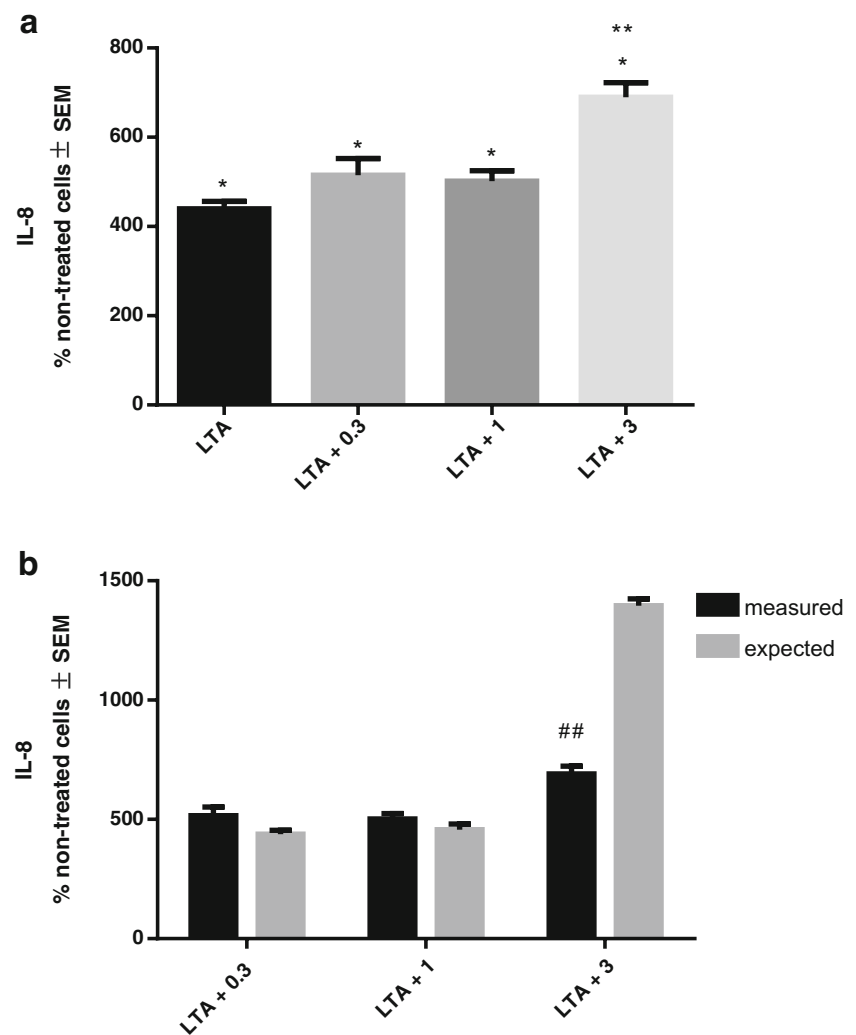 a
IL-8
% non-treated cells ± SEM
800
600
400
200
0
*
*
*
**
*
LTA
LTA + 0.3
LTA + 1
LTA + 3
b
IL-8
% non-treated cells ± SEM
1500
1000
500
0
##
measured
expected
LTA + 0.3
LTA + 1
LTA + 3